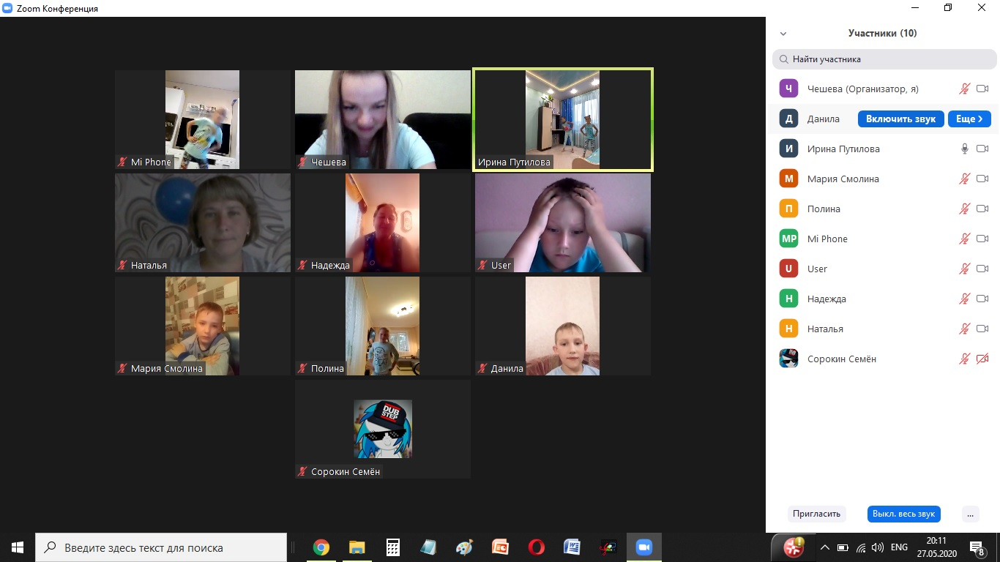 Zoom Конференция
Mi Phone
Чешева
Ирина Путилова
Наталья
Надежда
User
Мария Смолина
Полина
Данила
DUB
STEP
Сорокин Семён
Участники (10)
Найти участника
Ч Чешева (Организатор, я)
Д Данила Включить звук Еще
И Ирина Путилова
М Мария Смолина
П Полина
MP Mi Phone
U User
Н Надежда
Н Наталья
Сорокин Семён
Пригласить Выкл. весь звук ...
Введите здесь текст для поиска
ENG
20:11
27.05.2020
8